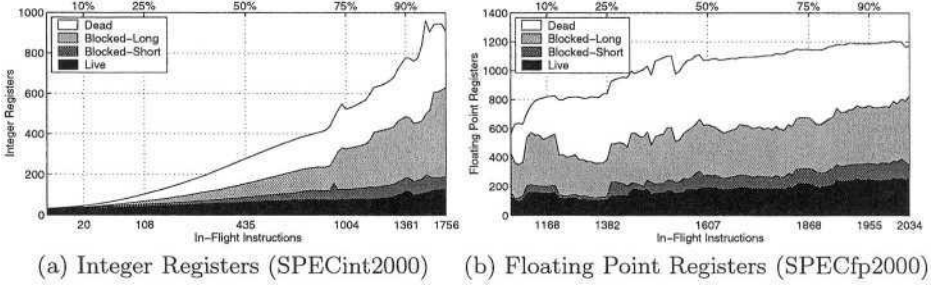 10% 25% 50% 75% 90%
1000
800
600
400
200
0
Integer Registers
Dead
Blocked-Long
Blocked-Short
Live
20 108 435 1004 1361 1756
In-Flight Instructions
(a) Integer Registers (SPECint2000)
10% 25% 50% 75% 90%
1400
1200
1000
800
600
400
200
0
Floating Point Registers
Dead
Blocked-Long
Blocked-Short
Live
1168 1382 1607 1868 1955 2034
In-Flight Instructions
(b) Floating Point Registers (SPECfp2000)